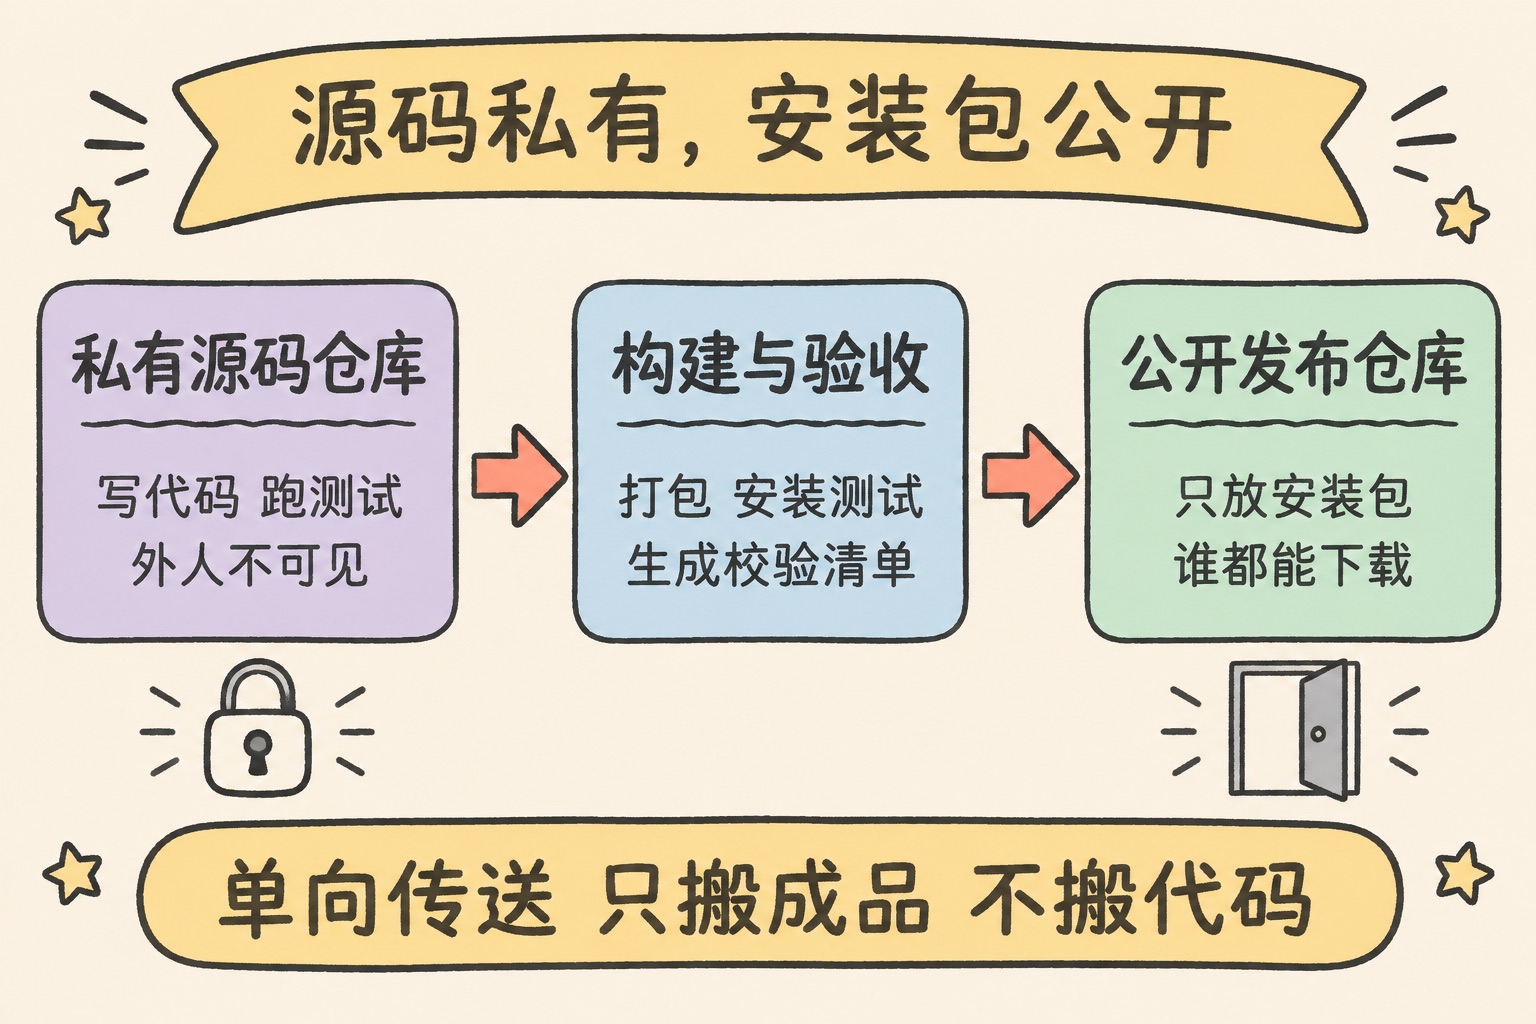 源码私有，安装包公开
私有源码仓库
写代码 跑测试
外人不可见
构建与验收
打包 安装测试
生成校验清单
公开发布仓库
只放安装包
谁都能下载
单向传送 只搬成品 不搬代码